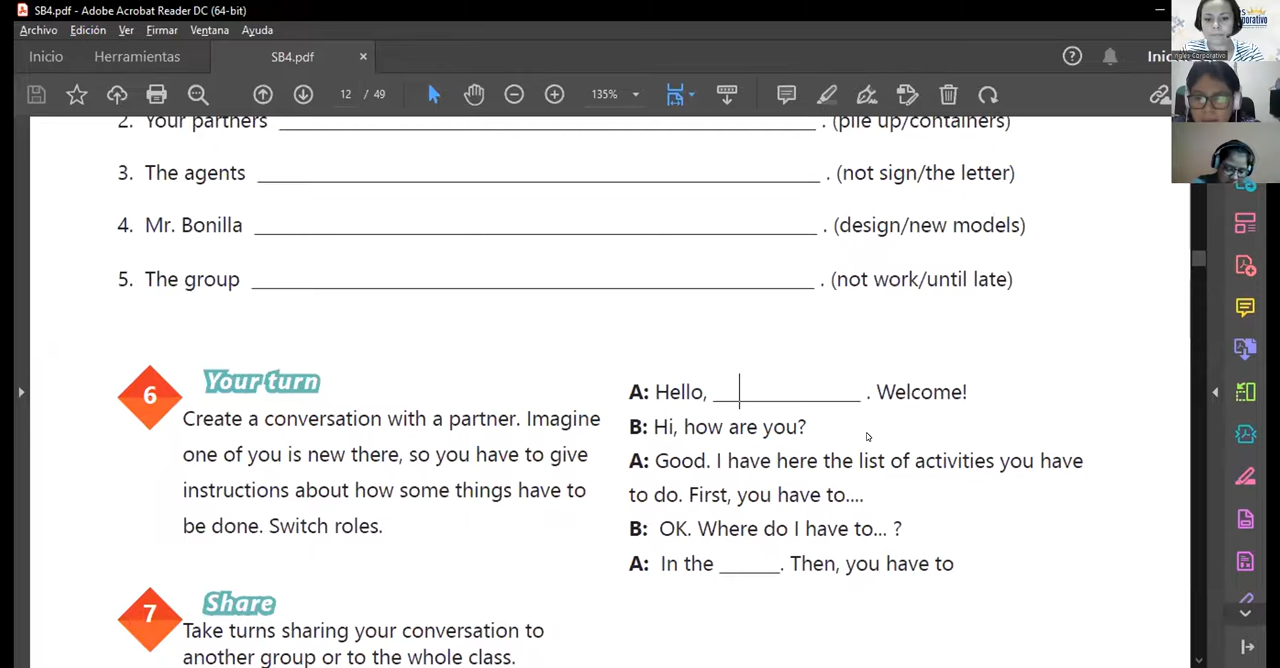 SB4.pdf - Adobe Acrobat Reader DC (64-bit)
Archivo Edición Ver Firmar Ventana Ayuda
Inicio Herramientas SB4.pdf × Inic
12 / 49 135%
2. Your partners ______ . (pile up/containers)
3. The agents ______ . (not sign/the letter)
4. Mr. Bonilla ______ . (design/new models)
5. The group ______ . (not work/until late)
6 Your turn
Create a conversation with a partner. Imagine
one of you is new there, so you have to give
instructions about how some things have to
be done. Switch roles.
A: Hello, ______ . Welcome!
B: Hi, how are you?
A: Good. I have here the list of activities you have
to do. First, you have to....
B: OK. Where do I have to... ?
A: In the ______. Then, you have to
7 Share
Take turns sharing your conversation to
another group or to the whole class.